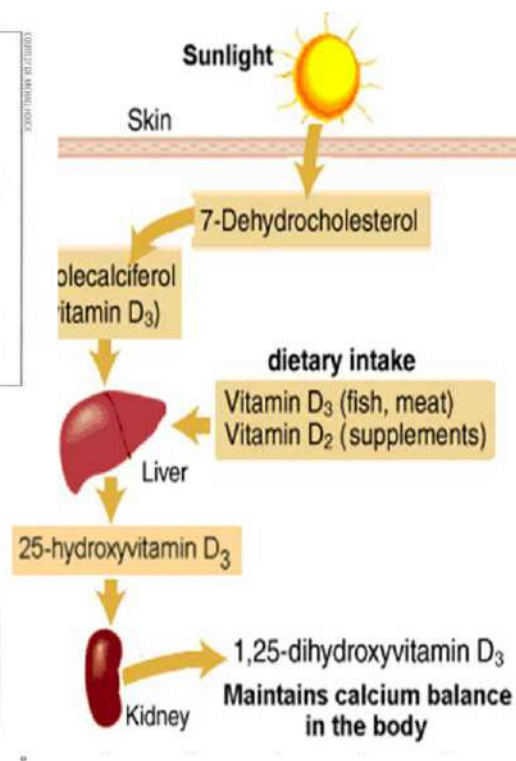 Sunlight
Skin
7-Dehydrocholesterol
olecalciferol
itamin D₃)
dietary intake
Vitamin D₃ (fish, meat)
Vitamin D₂ (supplements)
Liver
25-hydroxyvitamin D₃
1,25-dihydroxyvitamin D₃
Kidney
Maintains calcium balance
in the body